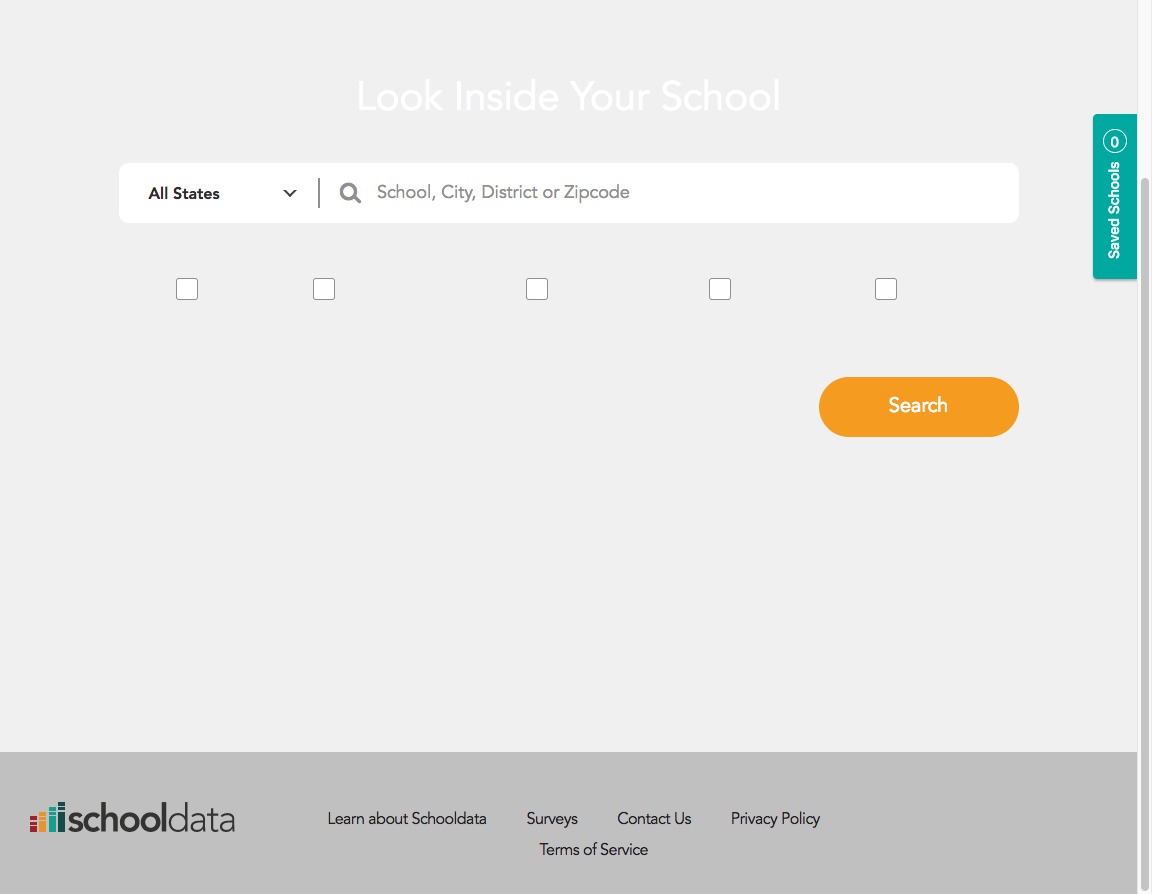 Look Inside Your School
All States
School, City, District or Zipcode
0
Saved Schools
Search
schooldata
Learn about Schooldata
Surveys
Contact Us
Privacy Policy
Terms of Service